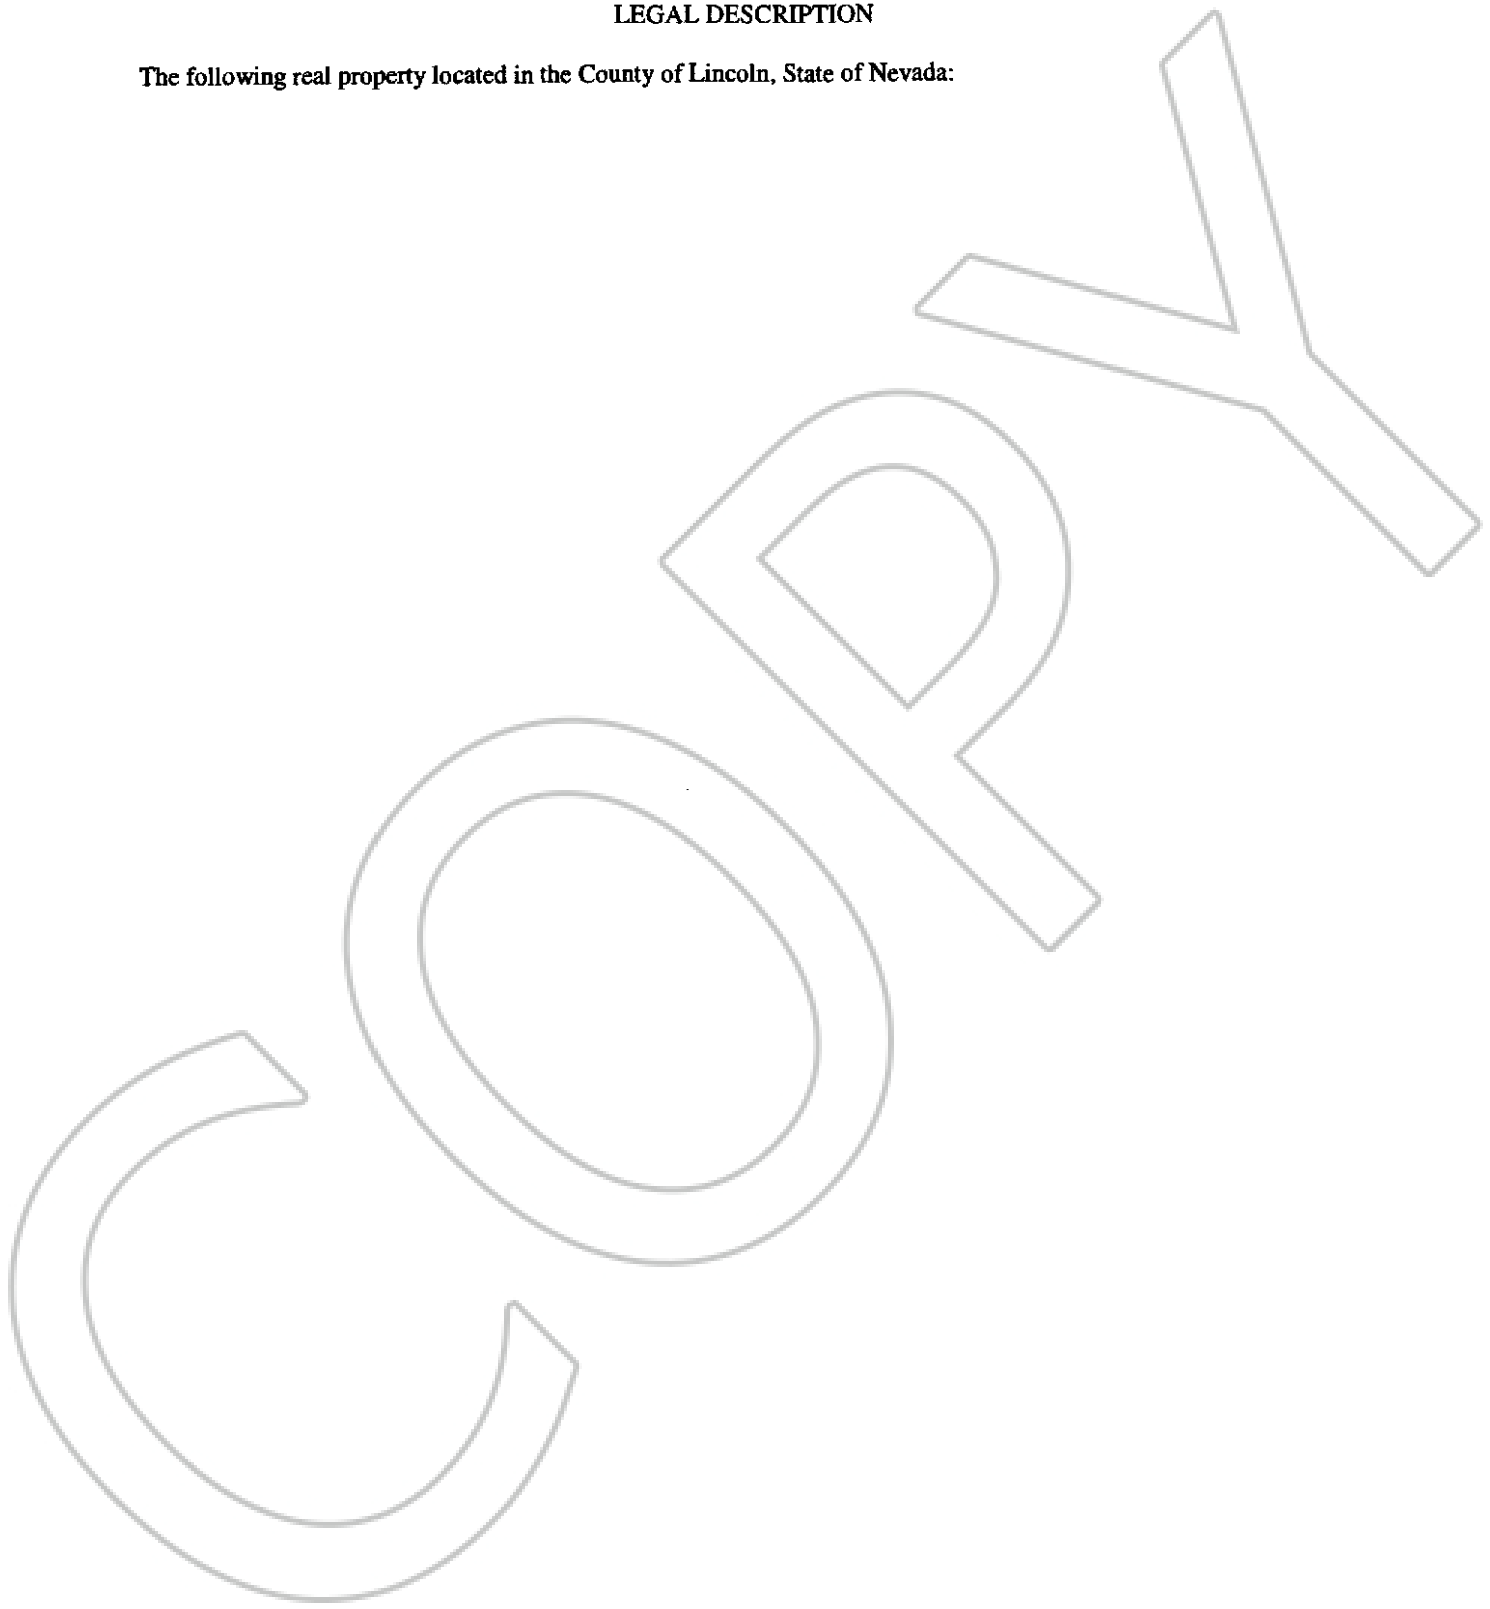 LEGAL DESCRIPTION
The following real property located in the County of Lincoln, State of Nevada:
COPY